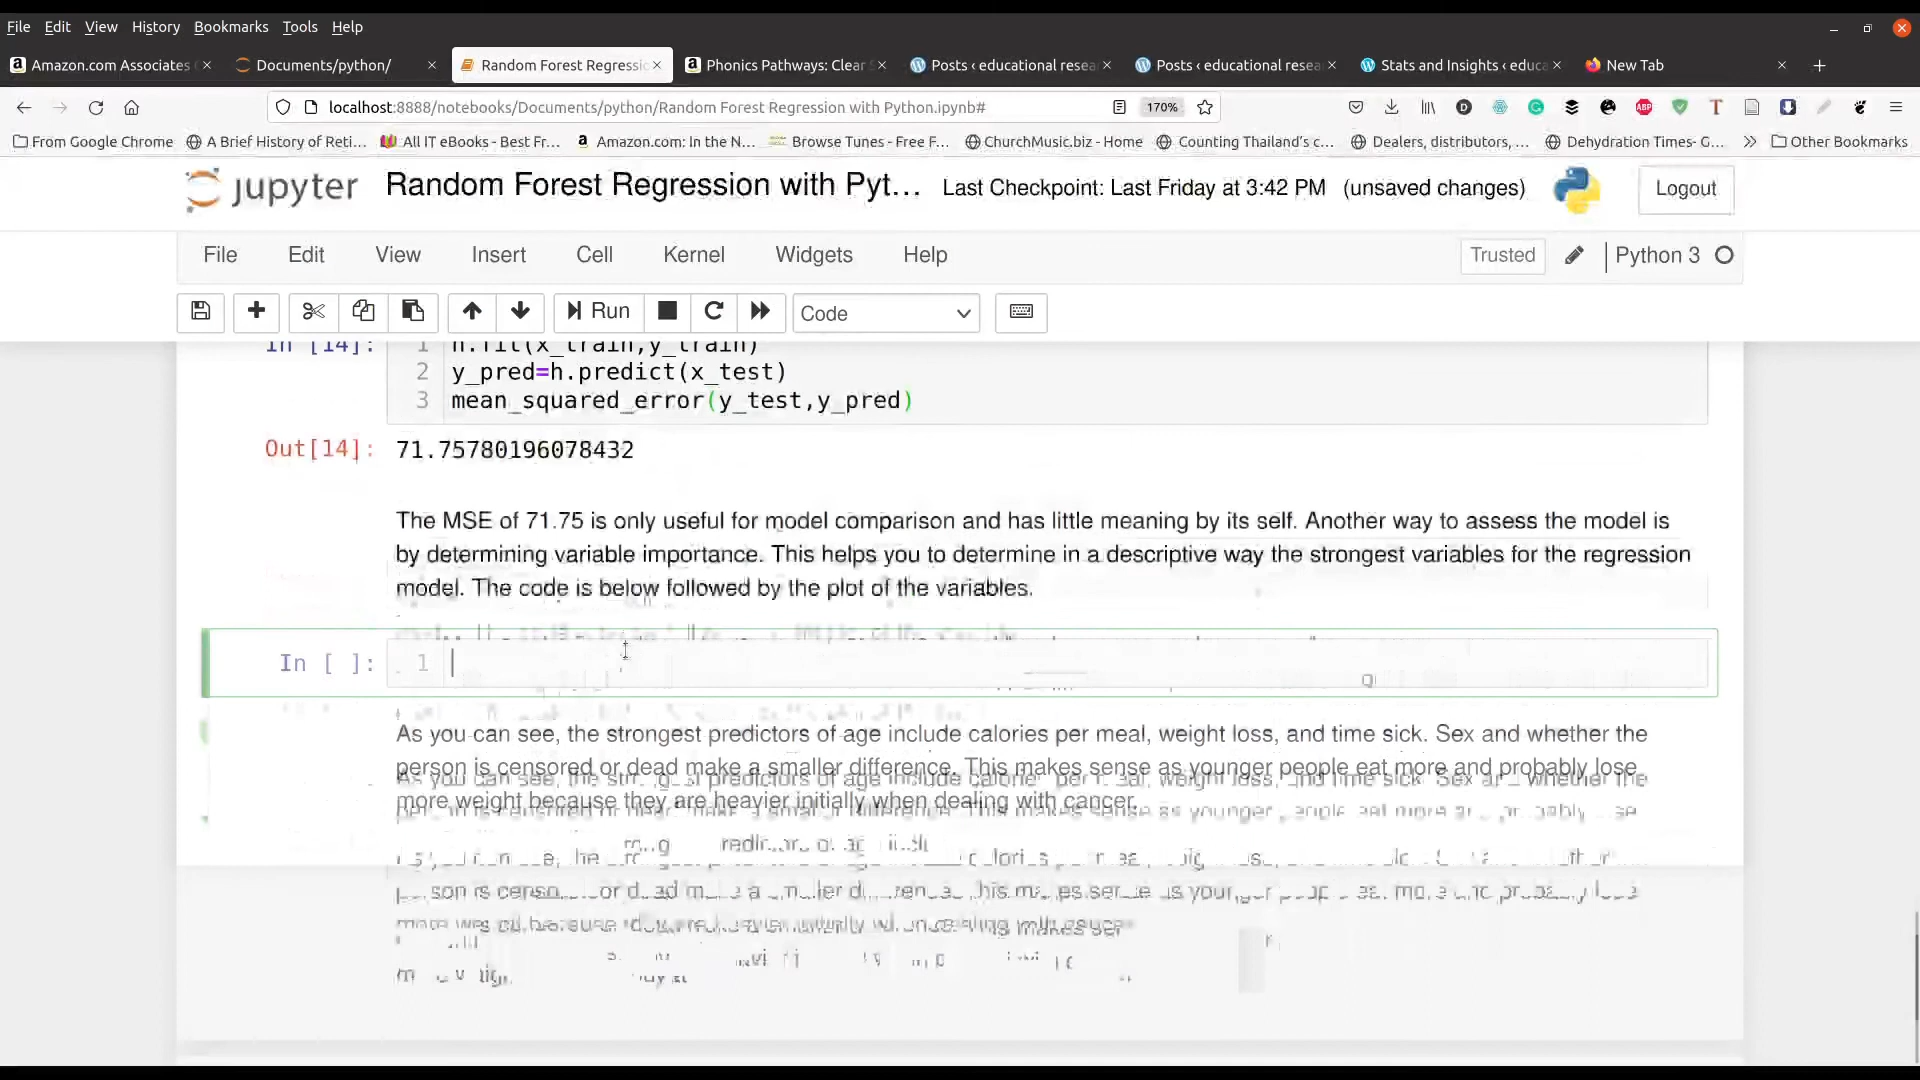 File Edit View History Bookmarks Tools Help
Amazon.com Associates Documents/python/ Random Forest Regressi Phonics Pathways: Clear S Posts ‹ educational resea Posts ‹ educational resea Stats and Insights ‹ educa New Tab
localhost:8888/notebooks/Documents/python/Random Forest Regression with Python.ipynb# 170%
From Google Chrome A Brief History of Reti... All IT eBooks - Best Fr... Amazon.com: In the N... Browse Tunes - Free F... ChurchMusic.biz - Home Counting Thailand's c... Dealers, distributors, ... Dehydration Times- G... Other Bookmarks
jupyter Random Forest Regression with Pyt... Last Checkpoint: Last Friday at 3:42 PM (unsaved changes) Logout
File Edit View Insert Cell Kernel Widgets Help Trusted Python 3
Run Code
In [14]: 1 h.fit(x_train,y_train)
2 y_pred=h.predict(x_test)
3 mean_squared_error(y_test,y_pred)
Out[14]: 71.75780196078432
The MSE of 71.75 is only useful for model comparison and has little meaning by its self. Another way to assess the model is
by determining variable importance. This helps you to determine in a descriptive way the strongest variables for the regression
model. The code is below followed by the plot of the variables.
In [ ]: 1
As you can see, the strongest predictors of age include calories per meal, weight loss, and time sick. Sex and whether the
person is censored or dead make a smaller difference. This makes sense as younger people eat more and probably lose
more weight because they are heavier initially when dealing with cancer.